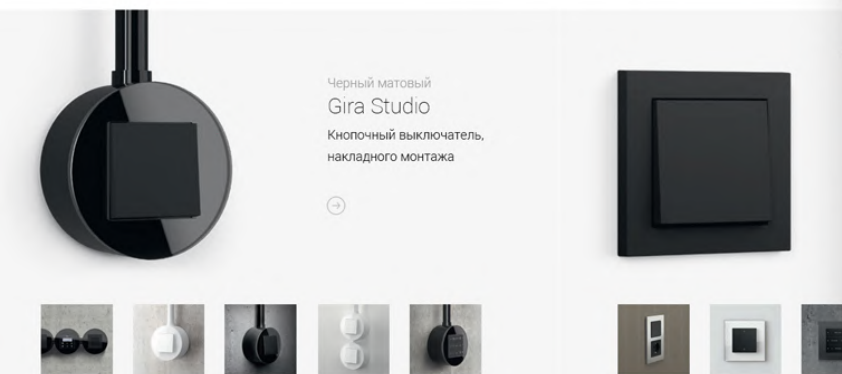 Черный матовый
Gira Studio
Кнопочный выключатель,
накладного монтажа